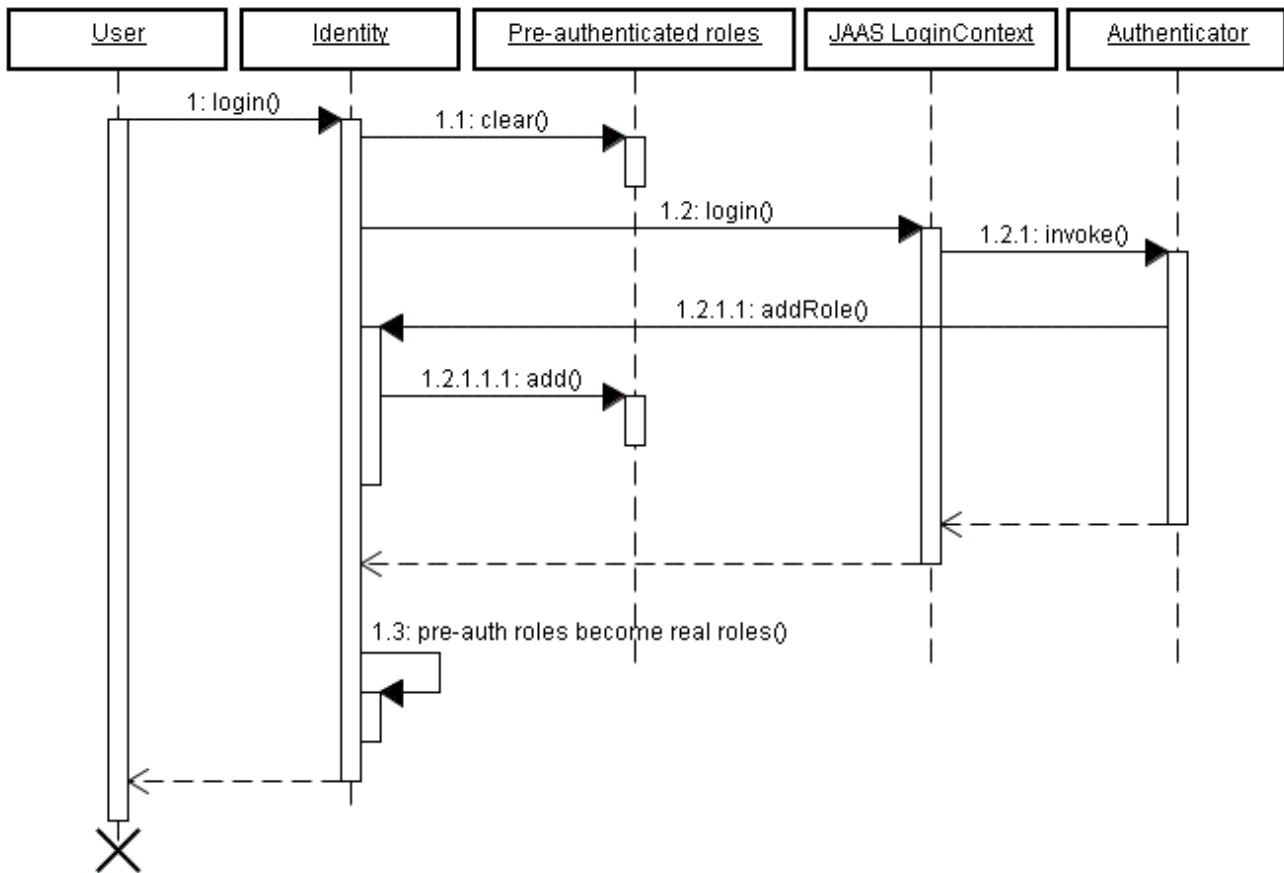 User
Identity
Pre-authenticated roles
JAAS LoginContext
Authenticator
1: login()
1.1: clear()
1.2: login()
1.2.1: invoke()
1.2.1.1: addRole()
1.2.1.1.1: add()
1.3: pre-auth roles become real roles()